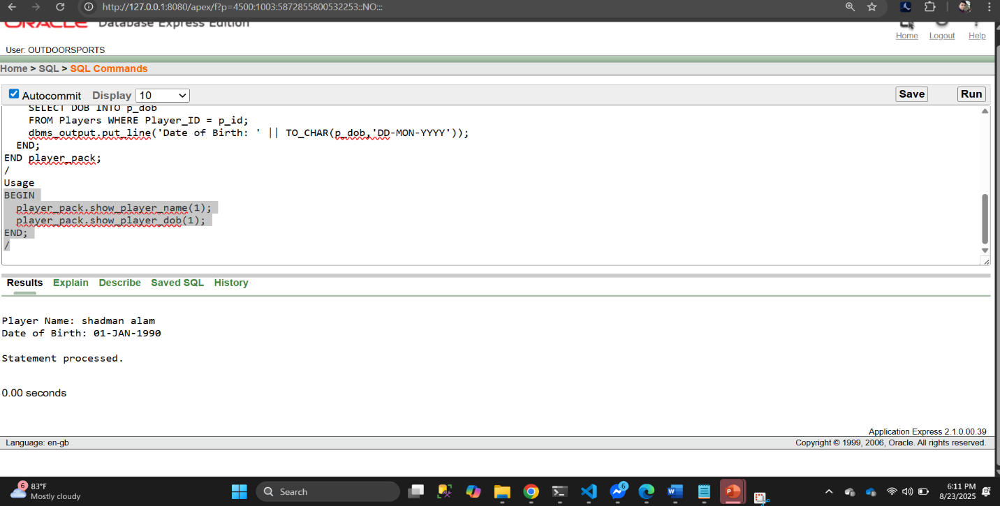 http://127.0.0.1:8080/apex/f?p=4500:1003:5872855800532253::NO:::
ORACLE Database Express Edition
Home Logout Help
User: OUTDOORSPORTS
Home > SQL > SQL Commands
Autocommit Display 10 Save Run
SELECT DOB INTO p_dob
FROM Players WHERE Player_ID = p_id;
dbms_output.put_line('Date of Birth: ' || TO_CHAR(p_dob,'DD-MON-YYYY'));
END;
END player_pack;
/
Usage
BEGIN
player_pack.show_player_name(1);
player_pack.show_player_dob(1);
END;
/
Results Explain Describe Saved SQL History
Player Name: shadman alam
Date of Birth: 01-JAN-1990
Statement processed.
0.00 seconds
Application Express 2.1.0.00.39
Language: en-gb Copyright © 1999, 2006, Oracle. All rights reserved.
6 83°F
Mostly cloudy
Search
6
W
P
6:11 PM
8/23/2025